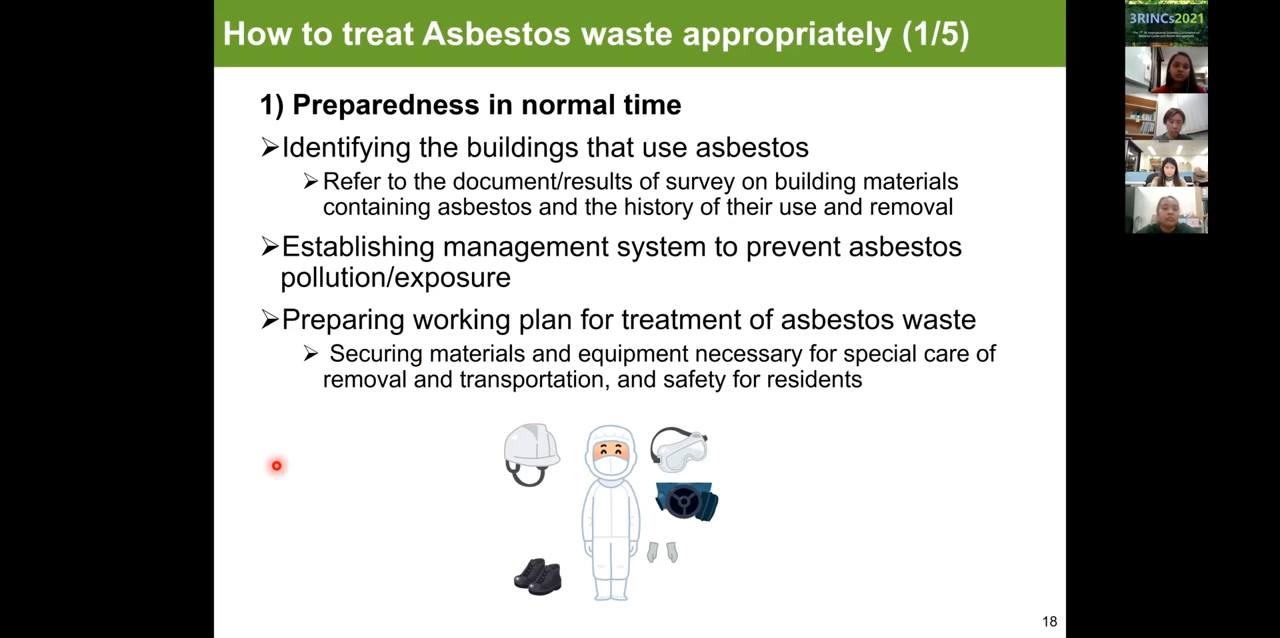 How to treat Asbestos waste appropriately (1/5)
1) Preparedness in normal time
➢Identifying the buildings that use asbestos
➢Refer to the document/results of survey on building materials
containing asbestos and the history of their use and removal
➢Establishing management system to prevent asbestos
pollution/exposure
➢Preparing working plan for treatment of asbestos waste
➢ Securing materials and equipment necessary for special care of
removal and transportation, and safety for residents
18
3RINCs2021